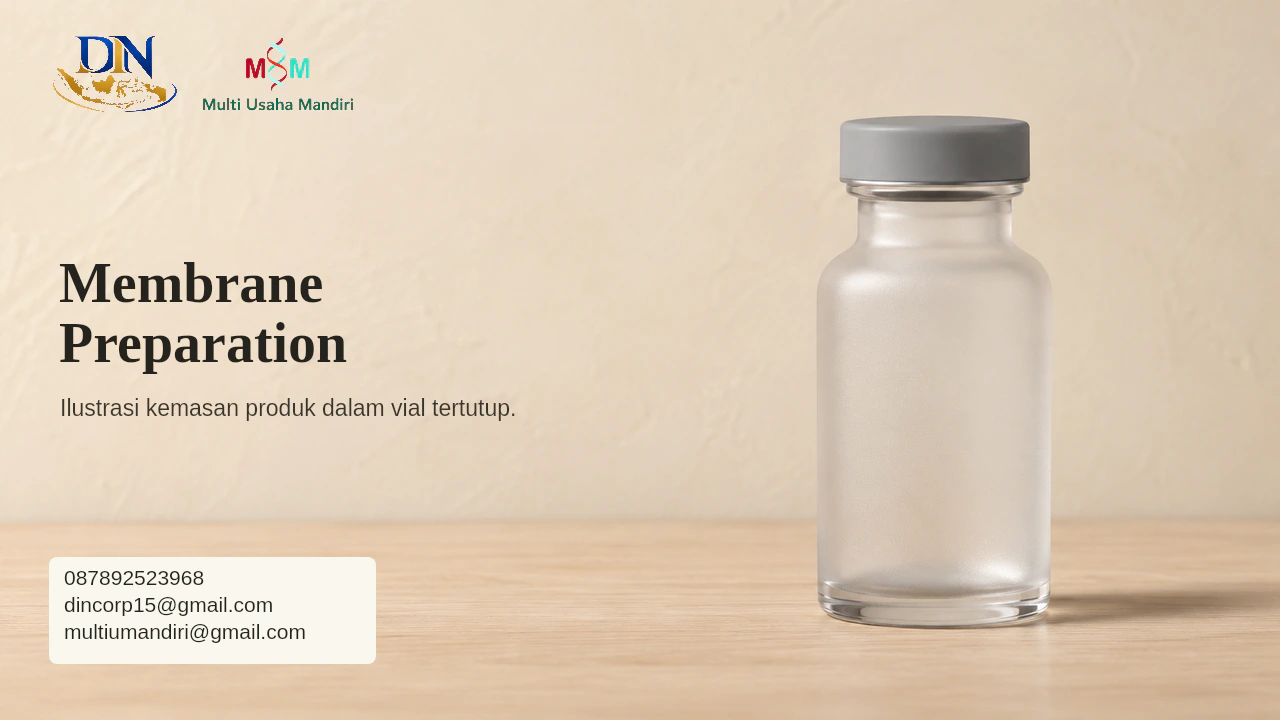 DIN
MSM
Multi Usaha Mandiri
Membrane
Preparation
Ilustrasi kemasan produk dalam vial tertutup.
087892523968
dincorp15@gmail.com
multiumandiri@gmail.com